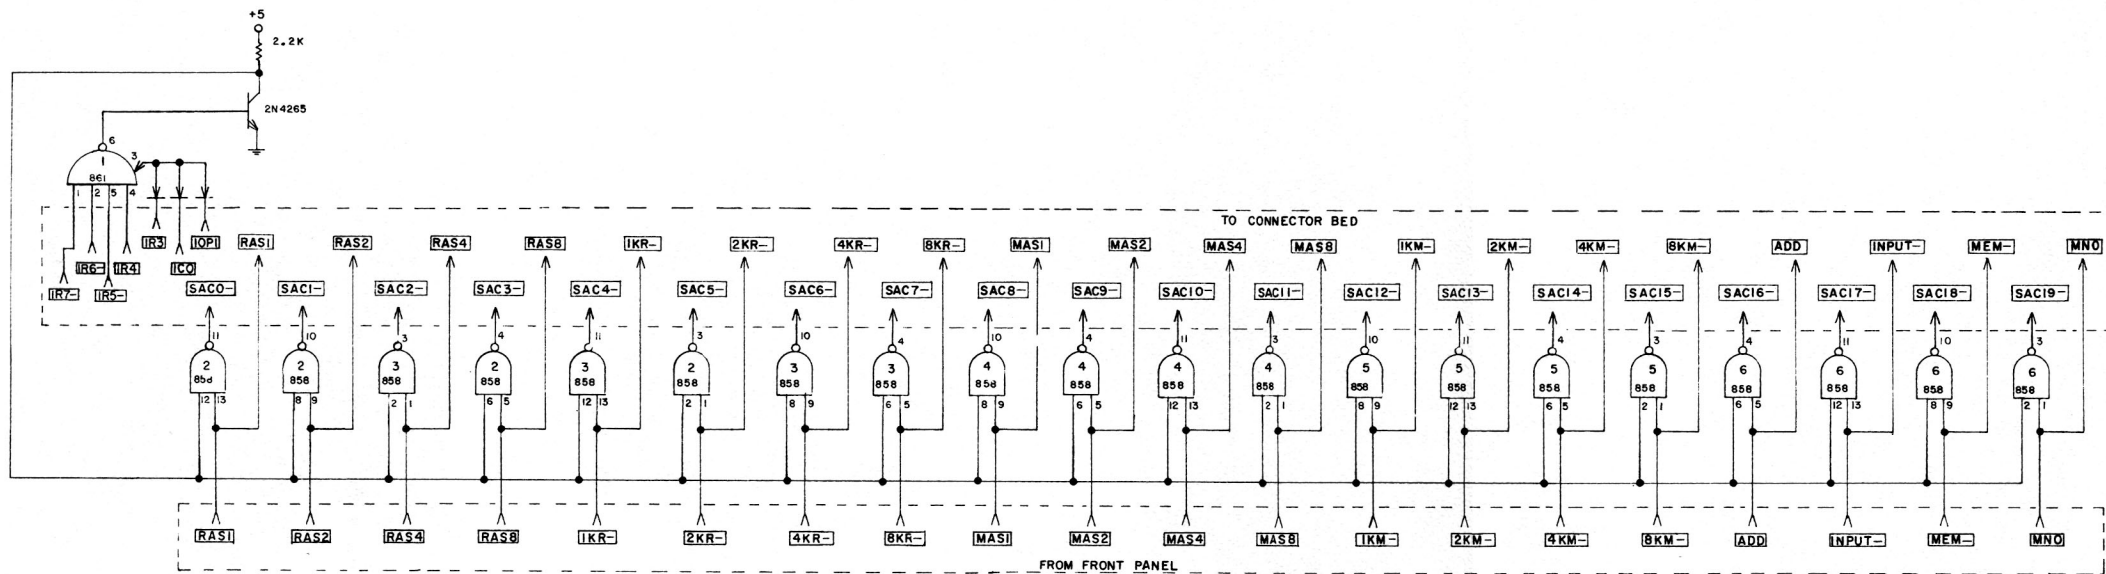 +5
2.2K
2N4265
6
1
3
861
1 2 5 4
TO CONNECTOR BED
IR3 IOP1 RAS1 RAS2 RAS4 RAS8 1KR- 2KR- 4KR- 8KR- MAS1 MAS2 MAS4 MAS8 1KM- 2KM- 4KM- 8KM- ADD INPUT- MEM- MNO
IR6- IR4 ICO
IR7- IR5- SAC0- SAC1- SAC2- SAC3- SAC4- SAC5- SAC6- SAC7- SAC8- SAC9- SAC10- SAC11- SAC12- SAC13- SAC14- SAC15- SAC16- SAC17- SAC18- SAC19-
11 10 3 4 11 3 10 4 10 4 11 3 10 11 4 3 4 11 10 3
2 2 3 2 3 2 3 3 4 4 4 4 5 5 5 5 6 6 6 6
858 858 858 858 858 858 858 858 858 858 858 858 858 858 858 858 858 858 858 858
12 13 8 9 2 1 6 5 12 13 2 1 8 9 6 5 8 9 6 5 12 13 2 1 8 9 12 13 6 5 2 1 6 5 12 13 8 9 2 1
RAS1 RAS2 RAS4 RAS8 1KR- 2KR- 4KR- 8KR- MAS1 MAS2 MAS4 MAS8 1KM- 2KM- 4KM- 8KM- ADD INPUT- MEM- MNO
FROM FRONT PANEL